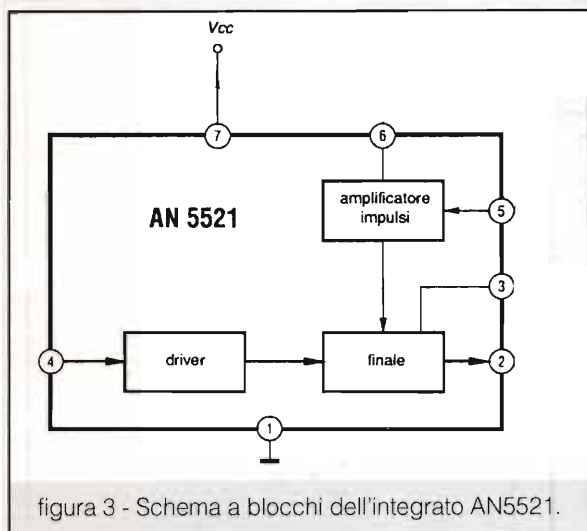 Vcc
7
6
AN 5521
amplificatore
impulsi
5
3
4
driver
finale
2
1
figura 3 - Schema a blocchi dell'integrato AN5521.